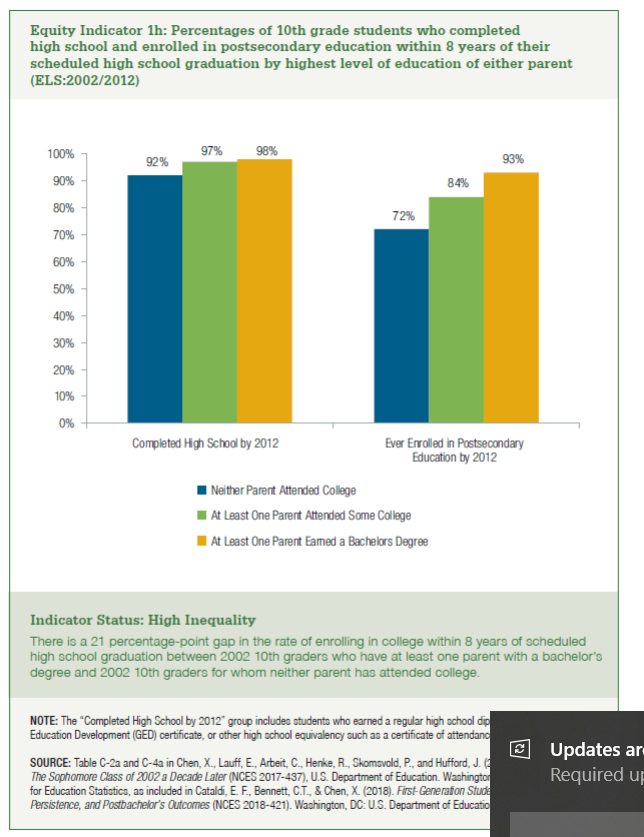 Equity Indicator 1h: Percentages of 10th grade students who completed
high school and enrolled in postsecondary education within 8 years of their
scheduled high school graduation by highest level of education of either parent
(ELS:2002/2012)
100%
90%
80%
70%
60%
50%
40%
30%
20%
10%
0%
92%
97%
98%
72%
84%
93%
Completed High School by 2012
Ever Enrolled in Postsecondary
Education by 2012
Neither Parent Attended College
At Least One Parent Attended Some College
At Least One Parent Earned a Bachelors Degree
Indicator Status: High Inequality
There is a 21 percentage-point gap in the rate of enrolling in college within 8 years of scheduled
high school graduation between 2002 10th graders who have at least one parent with a bachelor's
degree and 2002 10th graders for whom neither parent has attended college.
NOTE: The "Completed High School by 2012" group includes students who earned a regular high school dip
Education Development (GED) certificate, or other high school equivalency such as a certificate of attendanc
SOURCE: Table C-2a and C-4a in Chen, X., Lauff, E., Arbeit, C., Henke, R., Skomsvold, P., and Hufford, J. (2
The Sophomore Class of 2002 a Decade Later (NCES 2017-437), U.S. Department of Education. Washington
for Education Statistics, as included in Cataldi, E. F., Bennett, C.T., & Chen, X. (2018). First-Generation Stude
Persistence, and Postbachelor's Outcomes (NCES 2018-421). Washington, DC: U.S. Department of Educatio
Updates ar
Required up